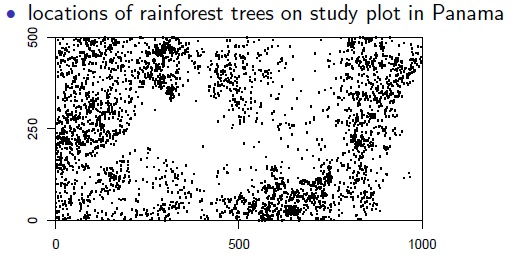 • locations of rainforest trees on study plot in Panama
500
250
0
0 500 1000